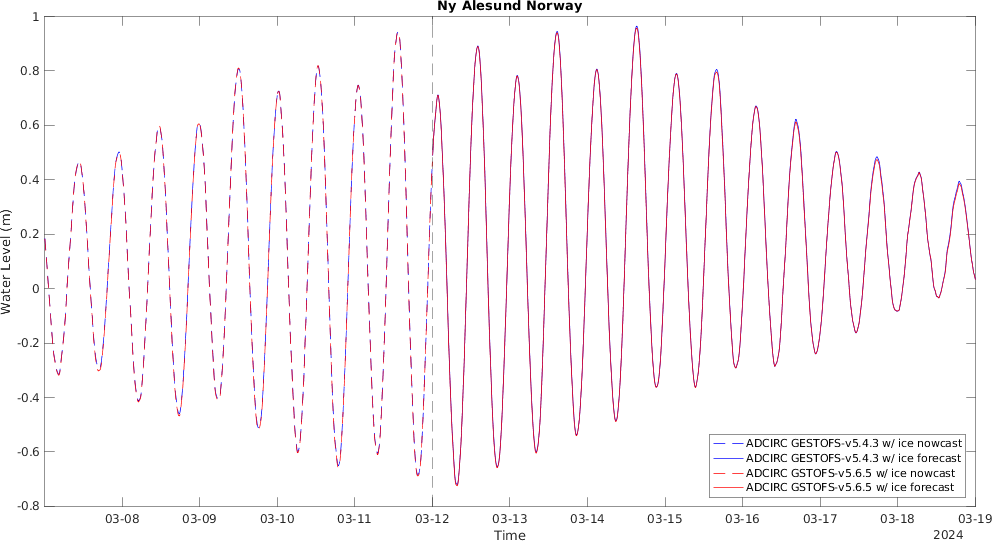 Ny Alesund Norway
Water Level (m)
1
0.8
0.6
0.4
0.2
0
-0.2
-0.4
-0.6
-0.8
ADCIRC GESTOFS-v5.4.3 w/ ice nowcast
ADCIRC GESTOFS-v5.4.3 w/ ice forecast
ADCIRC GSTOFS-v5.6.5 w/ ice nowcast
ADCIRC GSTOFS-v5.6.5 w/ ice forecast
03-08 03-09 03-10 03-11 03-12 03-13 03-14 03-15 03-16 03-17 03-18 03-19
Time
2024